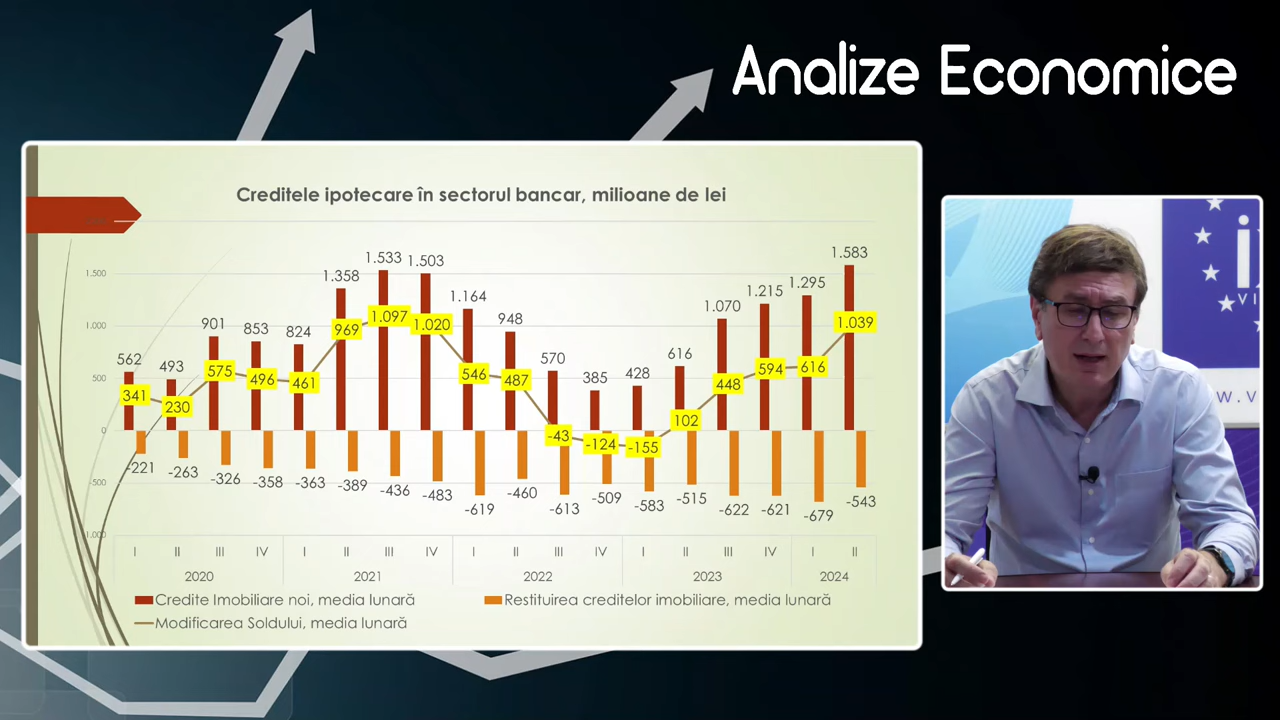 Analize Economice
Creditele ipotecare în sectorul bancar, milioane de lei
1.500
1.000
500
0
-500
-1.000
562 493 901 853 824 1.358 1.533 1.503 1.164 948 570 385 428 616 1.070 1.215 1.295 1.583
341 230 575 496 461 969 1.097 1.020 546 487 -43 -124 -155 102 448 594 616 1.039
-221 -263 -326 -358 -363 -389 -436 -483 -619 -460 -613 -509 -583 -515 -622 -621 -679 -543
I II III IV I II III IV I II III IV I II III IV I II
2020 2021 2022 2023 2024
Credite Imobiliare noi, media lunară Restituirea creditelor imobiliare, media lunară
Modificarea Soldului, media lunară